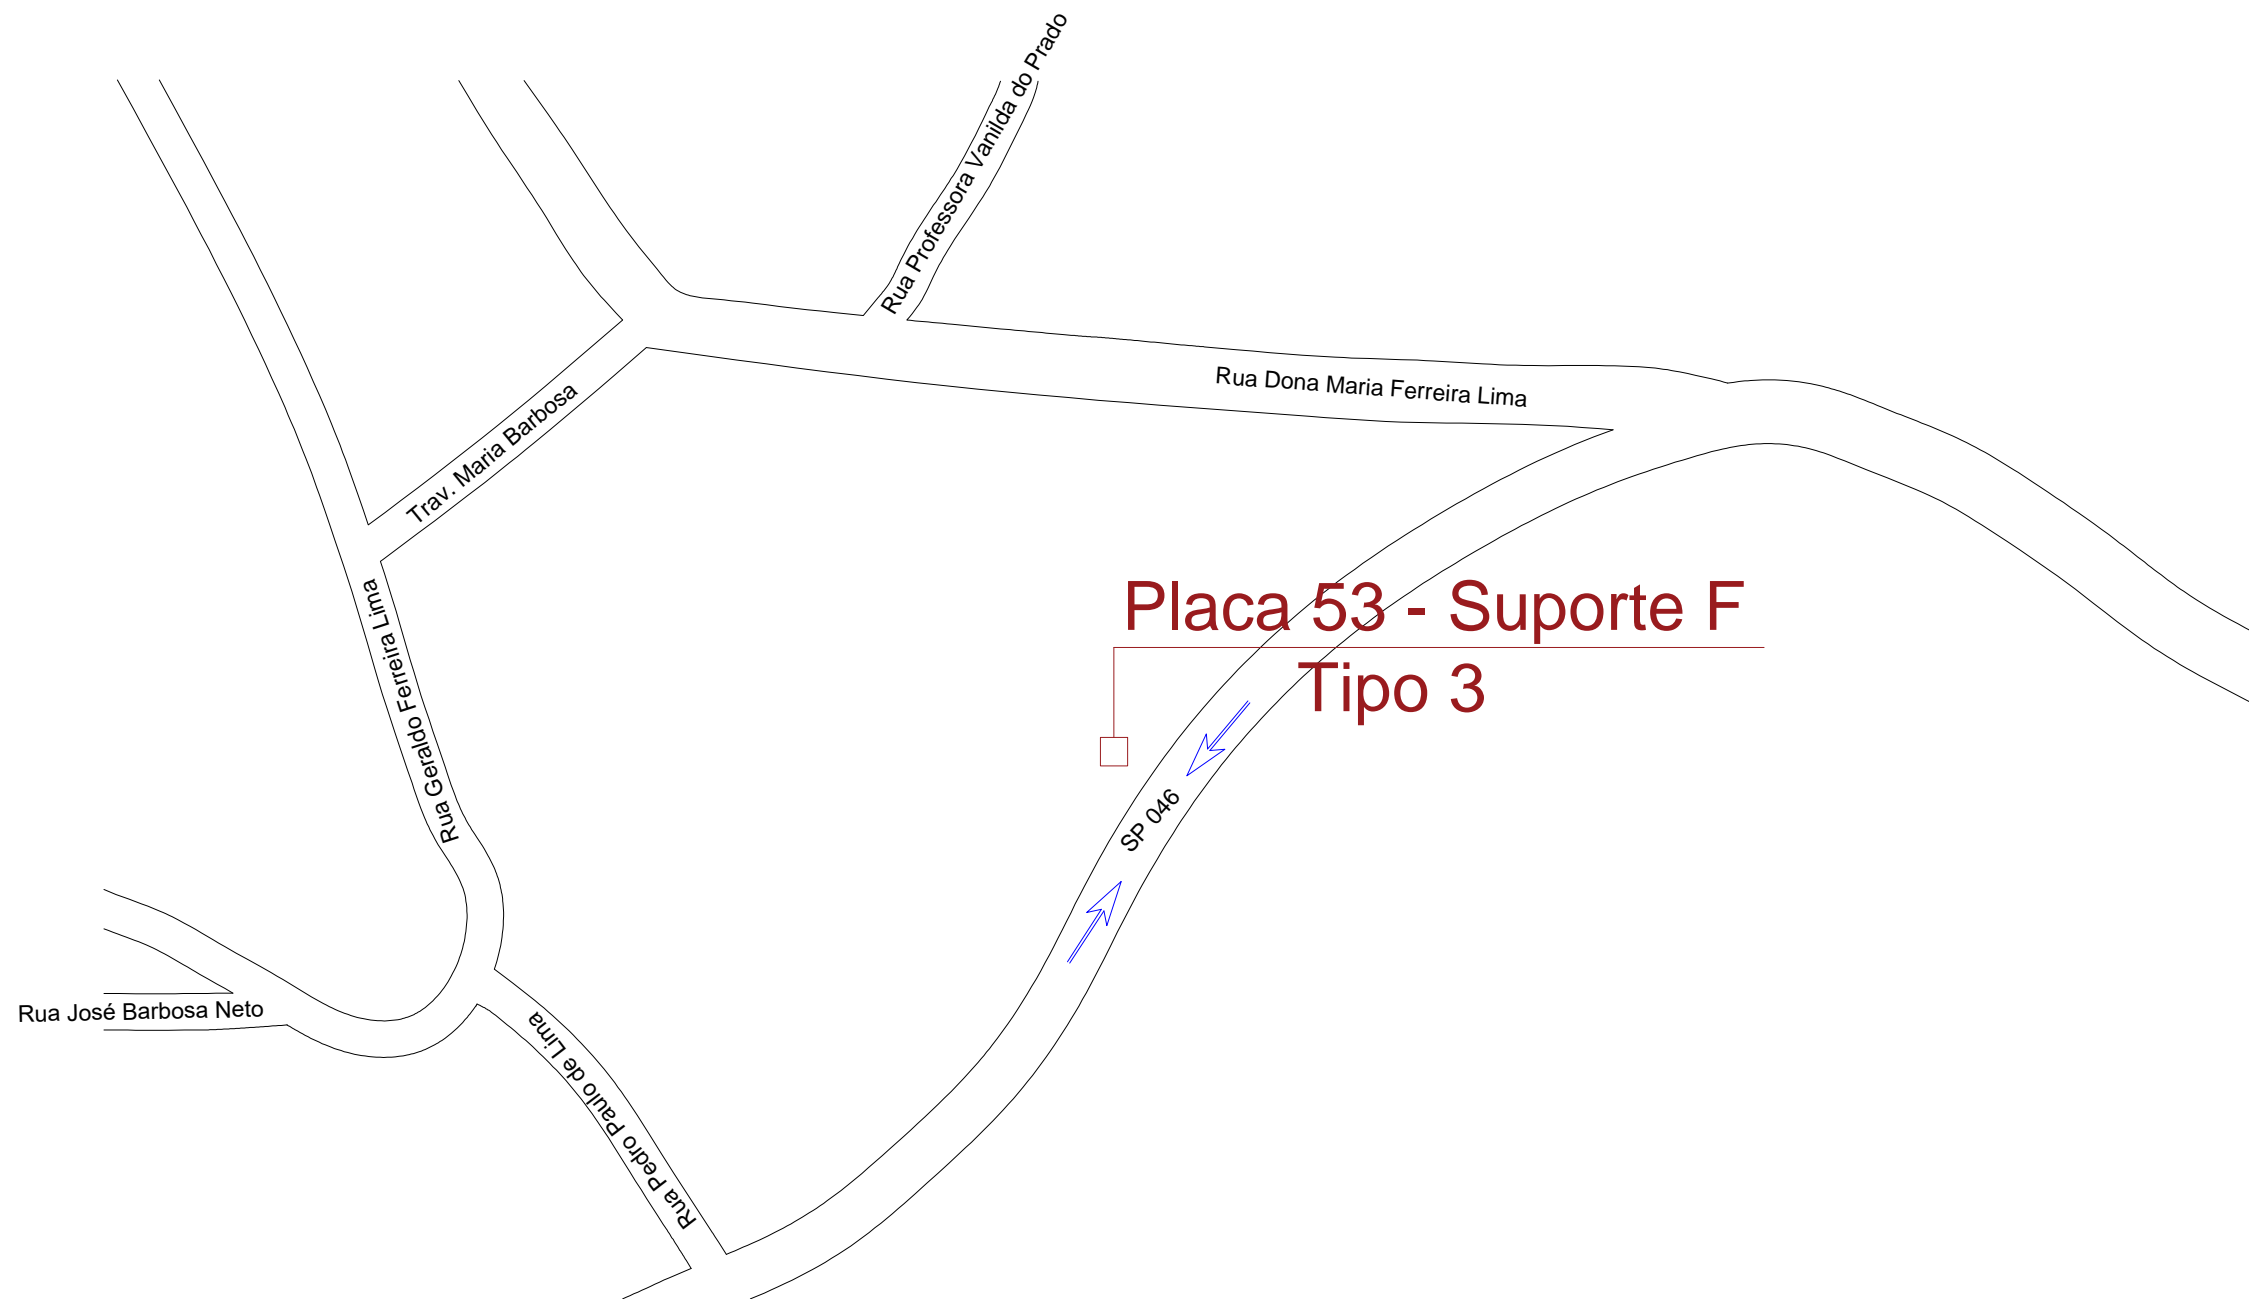 Rua Professora Vanilda do Prado
Rua Dona Maria Ferreira Lima
Trav. Maria Barbosa
Placa 53 - Suporte F
Tipo 3
Rua Geraldo Ferreira Lima
SP 046
Rua José Barbosa Neto
Rua Pedro Paulo de Lima